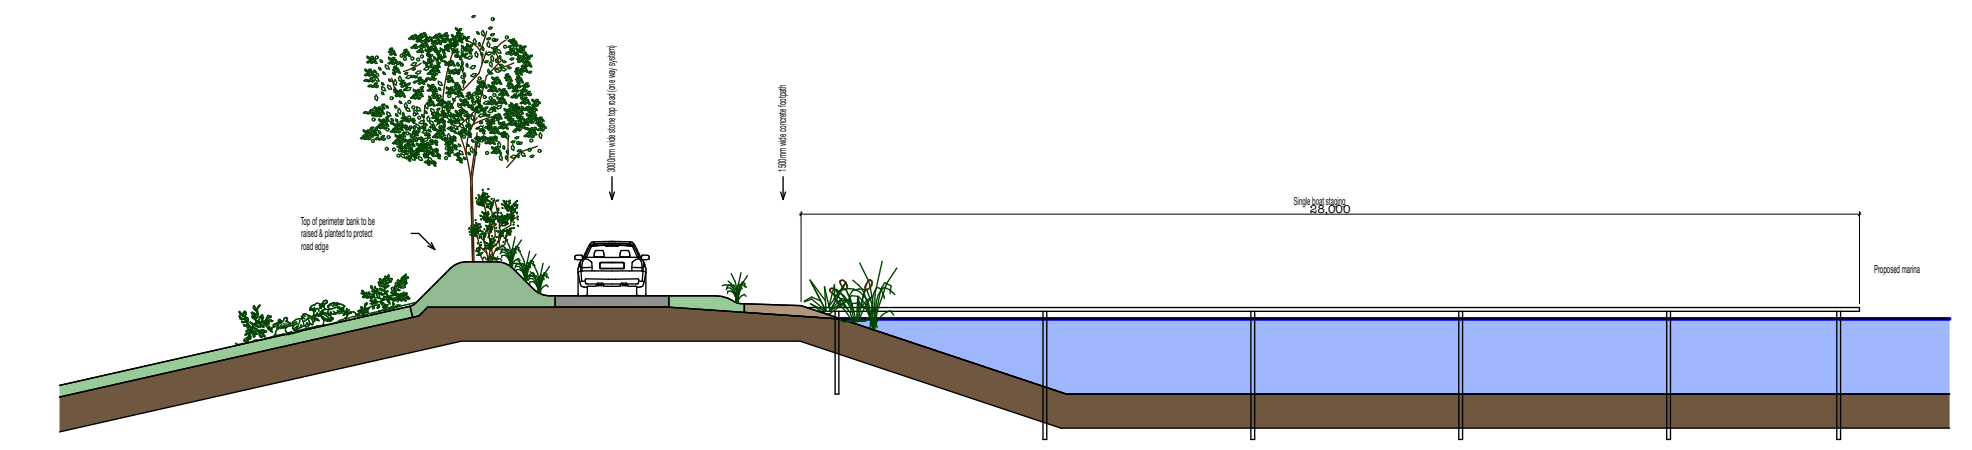 3000mm wide stone top road (one way system)
1500mm wide concrete footpath
Top of perimeter bank to be
raised & planted to protect
road edge
Single boat staging
28,000
Proposed marina